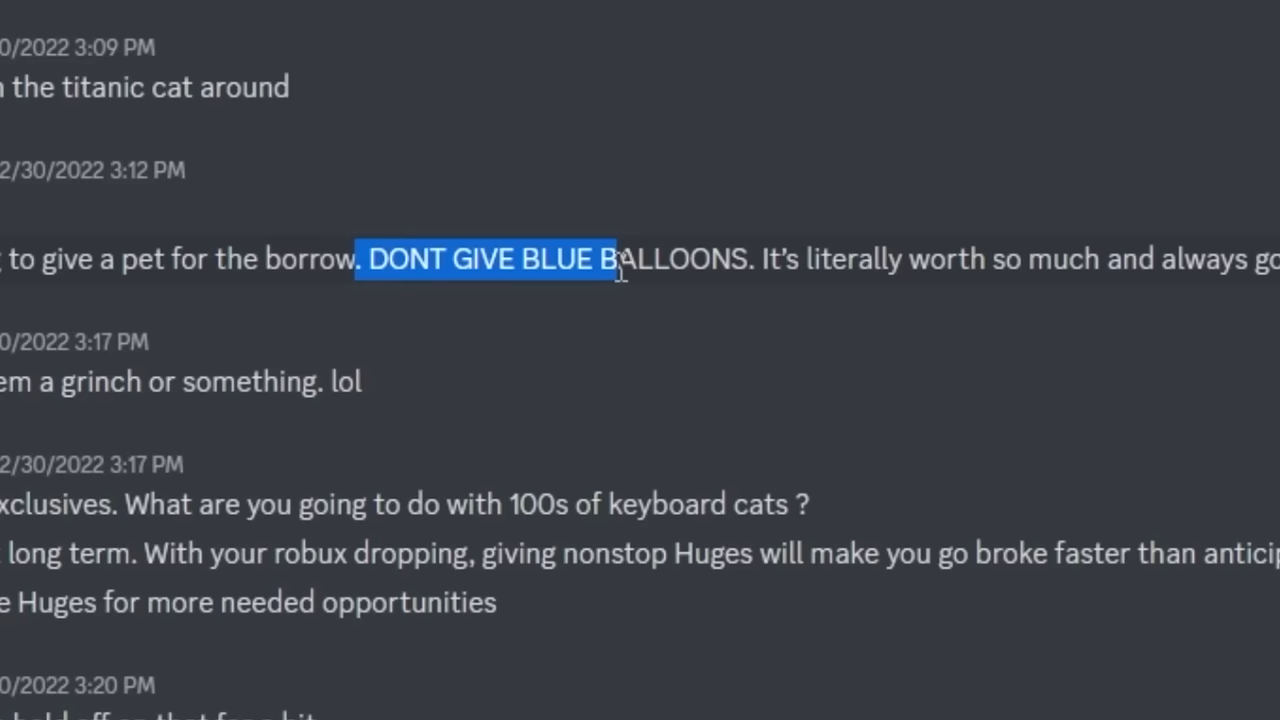 0/2022 3:09 PM
the titanic cat around
2/30/2022 3:12 PM
to give a pet for the borrow. DONT GIVE BLUE BALLOONS. It’s literally worth so much and always
0/2022 3:17 PM
em a grinch or something. lol
2/30/2022 3:17 PM
xclusives. What are you going to do with 100s of keyboard cats ?
long term. With your robux dropping, giving nonstop Huges will make you go broke faster than
e Huges for more needed opportunities
0/2022 3:20 PM